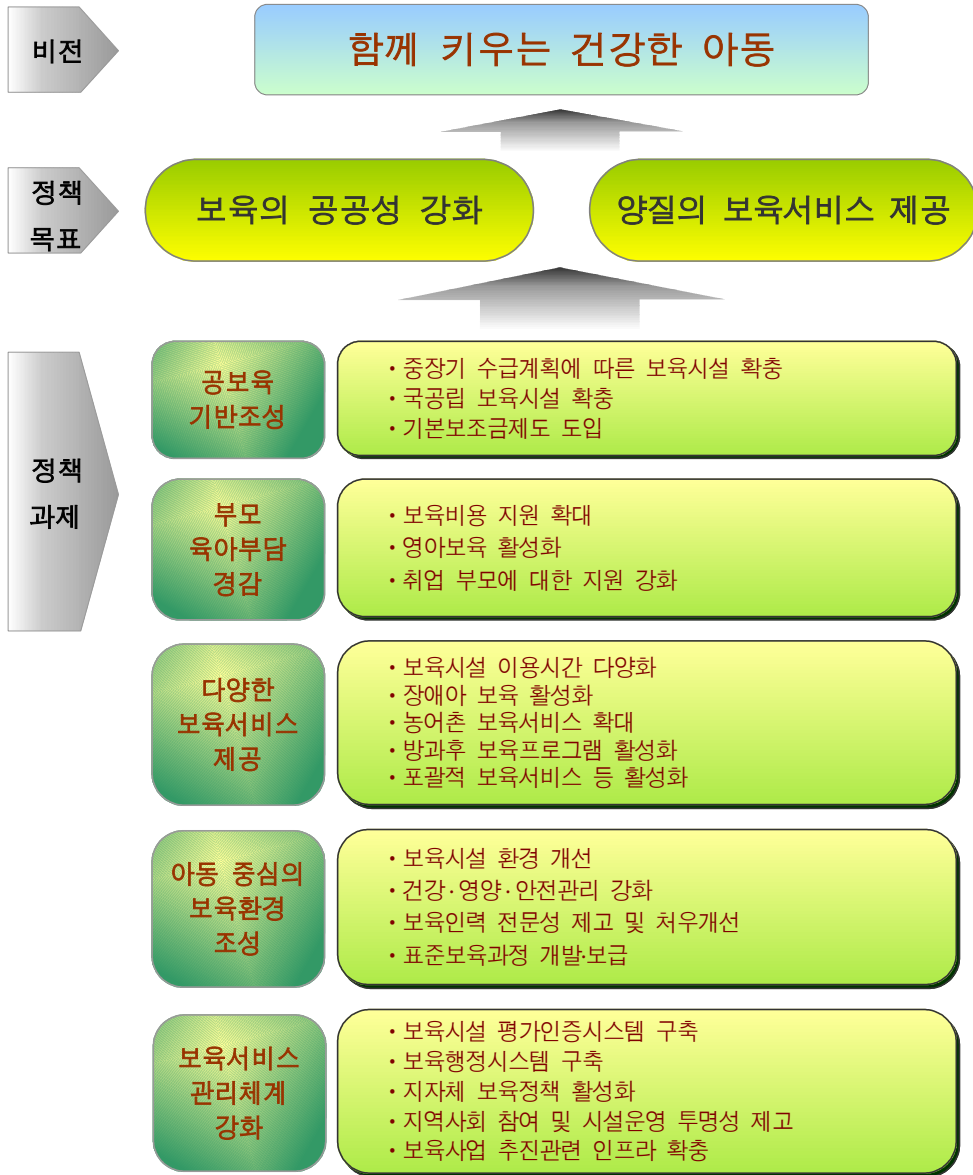 비전
함께 키우는 건강한 아동
정책
목표
보육의 공공성 강화
양질의 보육서비스 제공
정책
과제
공보육
기반조성
· 중장기 수급계획에 따른 보육시설 확충
· 국공립 보육시설 확충
· 기본보조금제도 도입
부모
육아부담
경감
· 보육비용 지원 확대
· 영아보육 활성화
· 취업 부모에 대한 지원 강화
다양한
보육서비스
제공
· 보육시설 이용시간 다양화
· 장애아 보육 활성화
· 농어촌 보육서비스 확대
· 방과후 보육프로그램 활성화
· 포괄적 보육서비스 등 활성화
아동 중심의
보육환경
조성
· 보육시설 환경 개선
· 건강·영양·안전관리 강화
· 보육인력 전문성 제고 및 처우개선
· 표준보육과정 개발·보급
보육서비스
관리체계
강화
· 보육시설 평가인증시스템 구축
· 보육행정시스템 구축
· 지자체 보육정책 활성화
· 지역사회 참여 및 시설운영 투명성 제고
· 보육사업 추진관련 인프라 확충